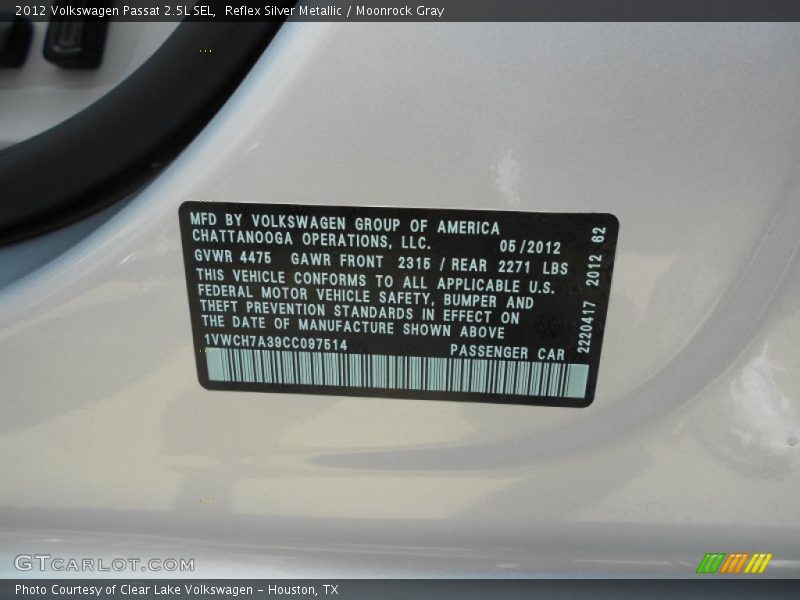 2012 Volkswagen Passat 2.5L SEL, Reflex Silver Metallic / Moonrock Gray
MFD BY VOLKSWAGEN GROUP OF AMERICA
CHATTANOOGA OPERATIONS, LLC. 05/2012
GVWR 4475 GAWR FRONT 2315 / REAR 2271 LBS
THIS VEHICLE CONFORMS TO ALL APPLICABLE U.S.
FEDERAL MOTOR VEHICLE SAFETY, BUMPER AND
THEFT PREVENTION STANDARDS IN EFFECT ON
THE DATE OF MANUFACTURE SHOWN ABOVE
1VWCH7A39CC097514 PASSENGER CAR
2220417 2012 62
GTCARLOT.COM
Photo Courtesy of Clear Lake Volkswagen - Houston, TX